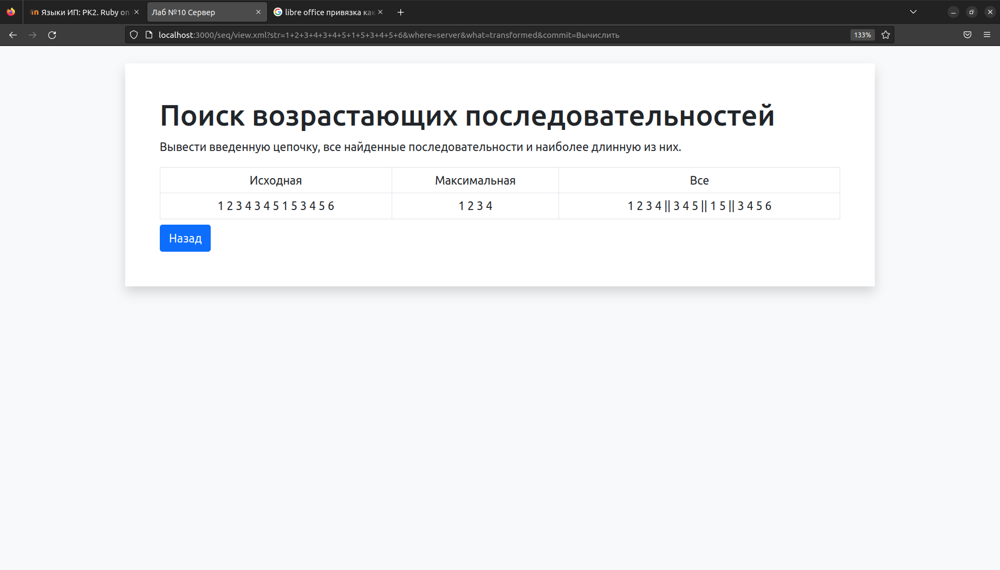 Языки ИП: РК2. Ruby on
Лаб №10 Сервер
libre office привязка как
localhost:3000/seq/view.xml?str=1+2+3+4+3+4+5+1+5+3+4+5+6&where=server&what=transformed&commit=Вычислить
133%
Поиск возрастающих последовательностей
Вывести введенную цепочку, все найденные последовательности и наиболее длинную из них.
Исходная Максимальная Все
1 2 3 4 3 4 5 1 5 3 4 5 6 1 2 3 4 1 2 3 4 || 3 4 5 || 1 5 || 3 4 5 6
Назад